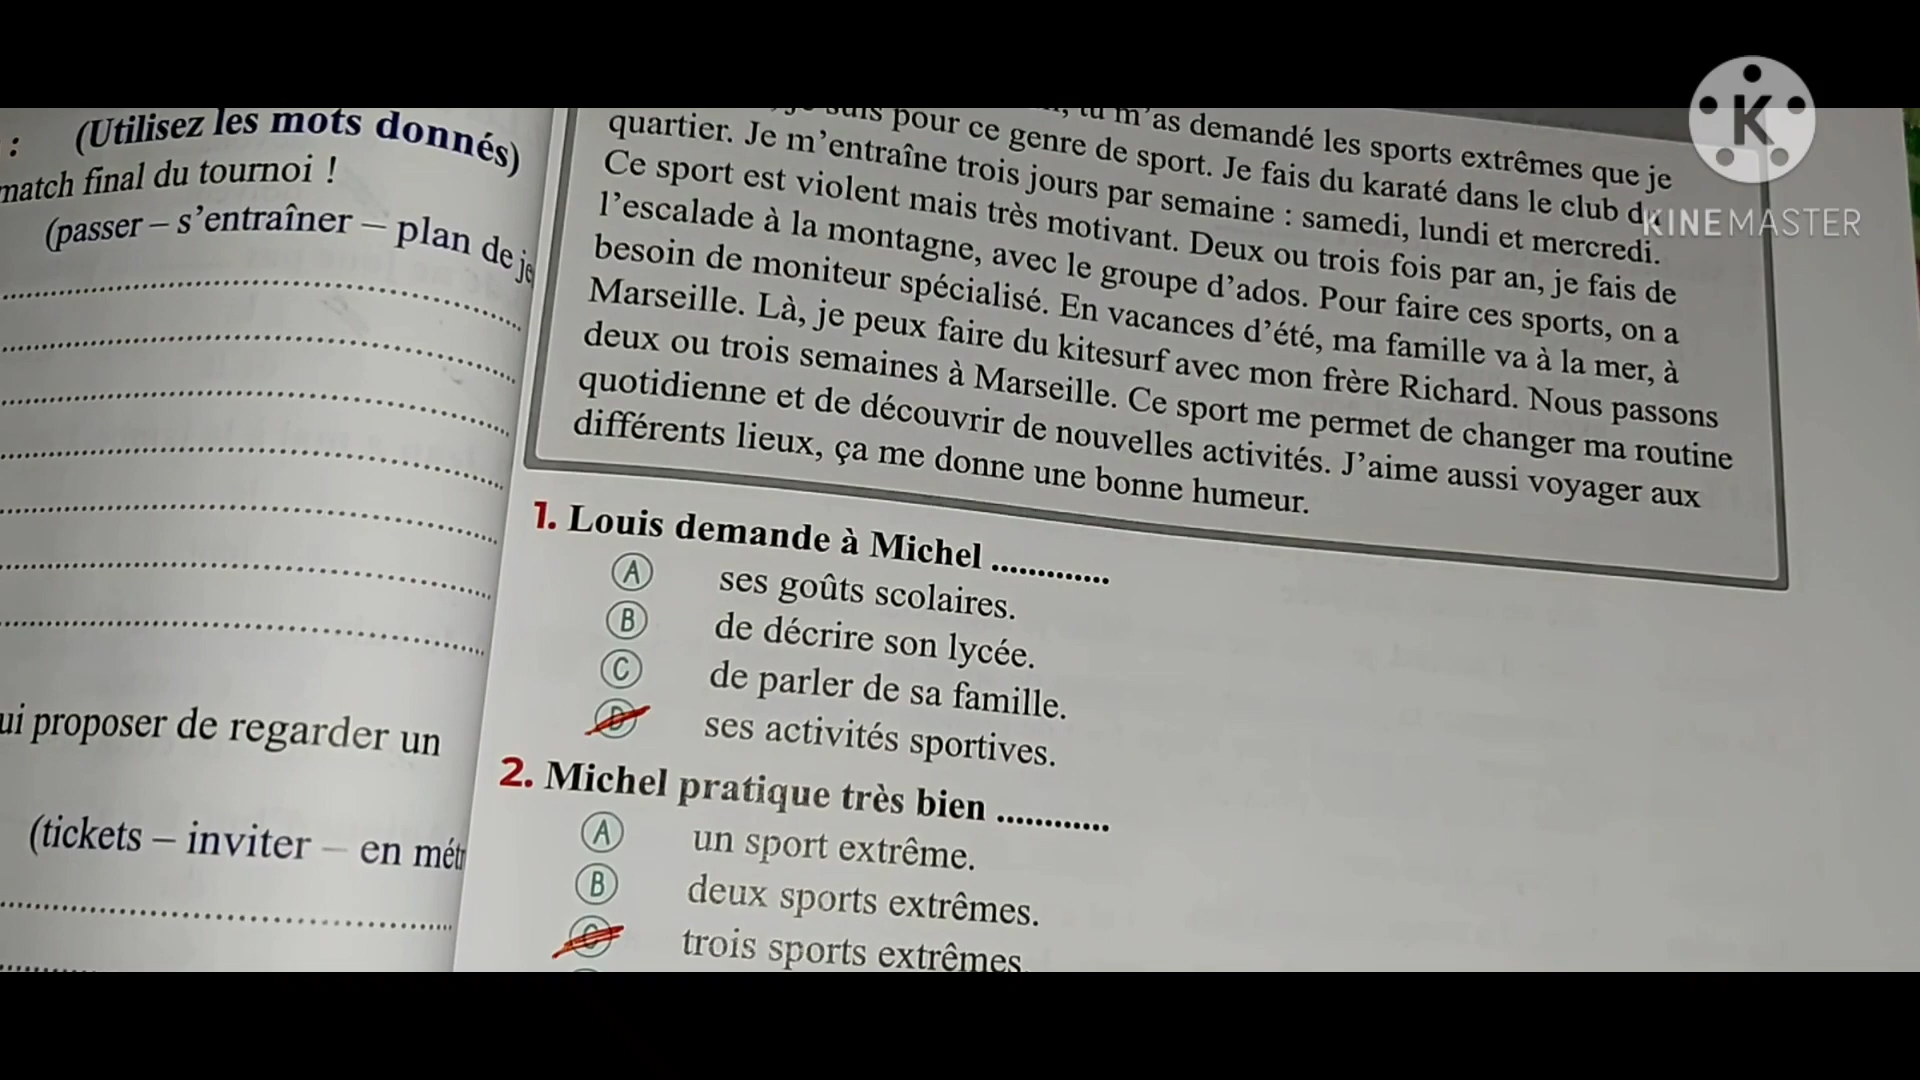 : (Utilisez les mots donnés)
match final du tournoi !
(passer – s'entraîner – plan de je
ui proposer de regarder un
(tickets – inviter – en mét
je suis pour ce genre de sport. Je fais du karaté dans le club d
tu m'as demandé les sports extrêmes que je
quartier. Je m'entraîne trois jours par semaine : samedi, lundi et mercredi.
Ce sport est violent mais très motivant. Deux ou trois fois par an, je fais de
l'escalade à la montagne, avec le groupe d'ados. Pour faire ces sports, on a
besoin de moniteur spécialisé. En vacances d'été, ma famille va à la mer, à
Marseille. Là, je peux faire du kitesurf avec mon frère Richard. Nous passons
deux ou trois semaines à Marseille. Ce sport me permet de changer ma routine
quotidienne et de découvrir de nouvelles activités. J'aime aussi voyager aux
différents lieux, ça me donne une bonne humeur.
1. Louis demande à Michel .............
A ses goûts scolaires.
B de décrire son lycée.
C de parler de sa famille.
D ses activités sportives.
2. Michel pratique très bien ............
A un sport extrême.
B deux sports extrêmes.
C trois sports extrêmes.
K
KINEMASTER